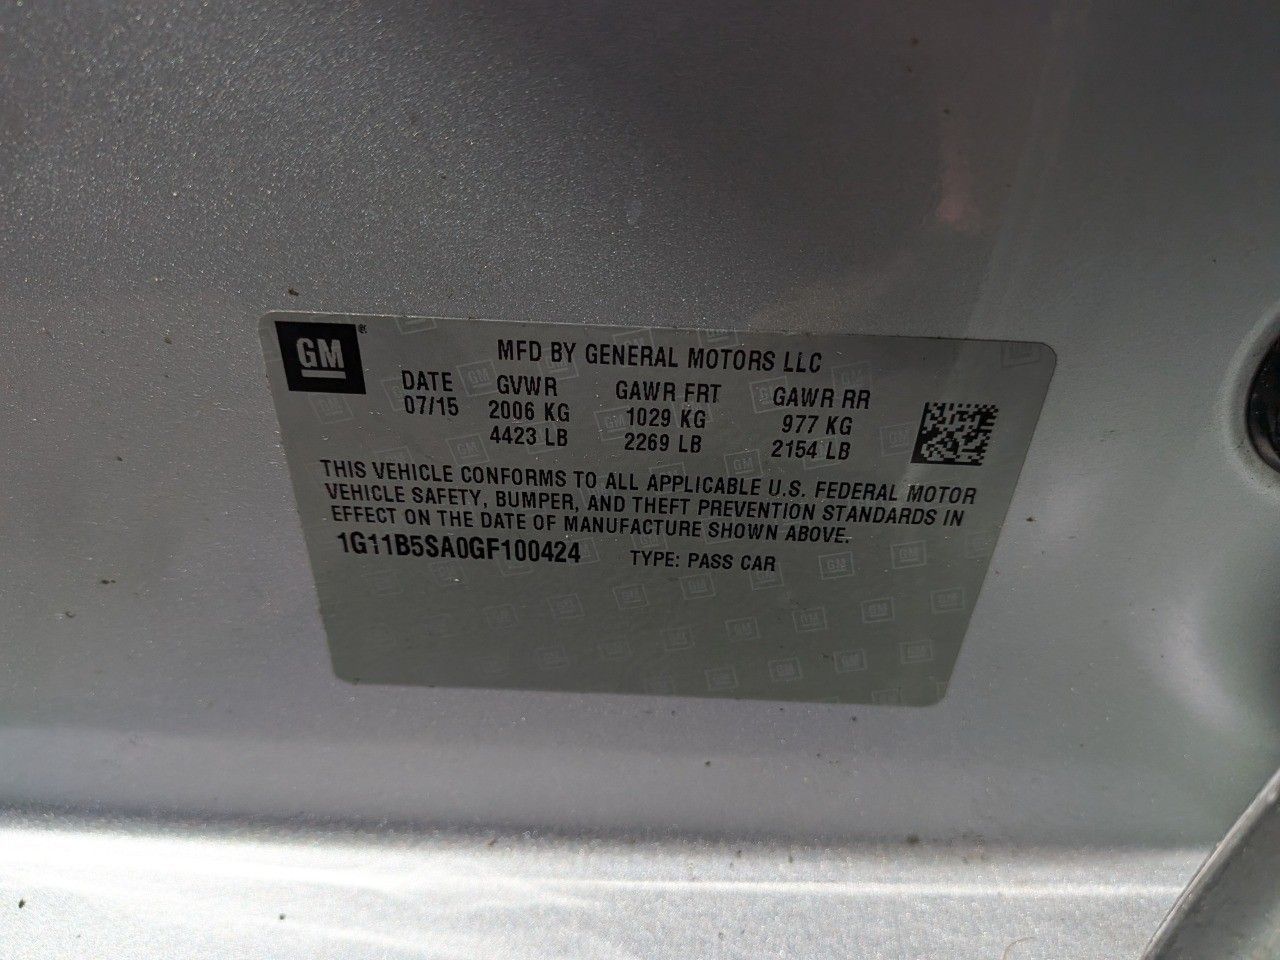 GM
MFD BY GENERAL MOTORS LLC
DATE GVWR GAWR FRT GAWR RR
07/15 2006 KG 1029 KG 977 KG
4423 LB 2269 LB 2154 LB
THIS VEHICLE CONFORMS TO ALL APPLICABLE U.S. FEDERAL MOTOR
VEHICLE SAFETY, BUMPER, AND THEFT PREVENTION STANDARDS IN
EFFECT ON THE DATE OF MANUFACTURE SHOWN ABOVE.
1G11B5SA0GF100424 TYPE: PASS CAR